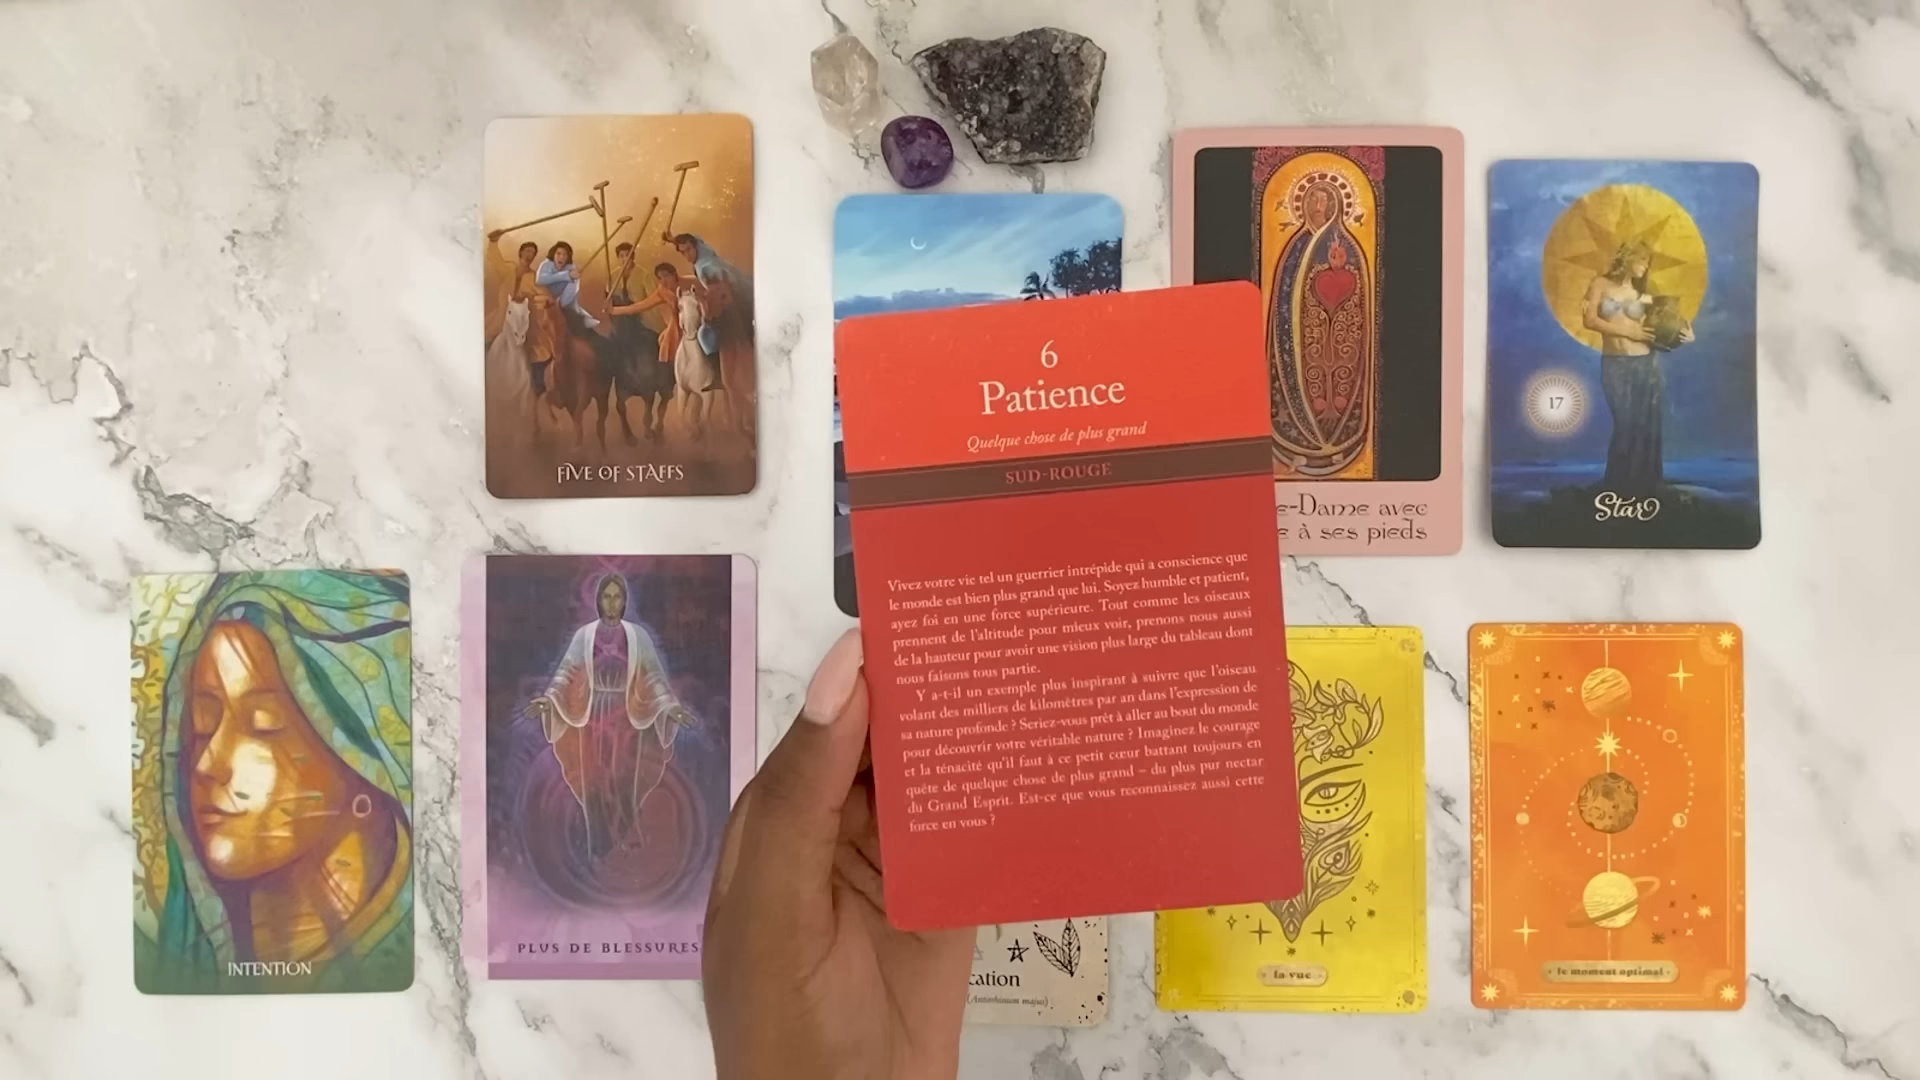 FIVE OF STAFFS
6
Patience
Quelque chose de plus grand
SUD-ROUGE
Vivez votre vie tel un guerrier intrépide qui a conscience que
le monde est bien plus grand que lui. Soyez humble et patient,
ayez foi en une force supérieure. Tout comme les oiseaux
prennent de l'altitude pour mieux voir, prenons nous aussi
de la hauteur pour avoir une vision plus large du tableau dont
nous faisons tous partie.
Y a-t-il un exemple plus inspirant à suivre que l'oiseau
volant des milliers de kilomètres par an dans l'expression de
sa nature profonde ? Seriez-vous prêt à aller au bout du monde
pour découvrir votre véritable nature ? Imaginez le courage
et la ténacité qu'il faut à ce petit cœur battant toujours en
quête de quelque chose de plus grand – du plus pur nectar
du Grand Esprit. Est-ce que vous reconnaissez aussi cette
force en vous ?
e-Dame avec
e à ses pieds
17
Star
INTENTION
PLUS DE BLESSURES
cation
(Antirrhinum majus)
la vue
le moment optimal